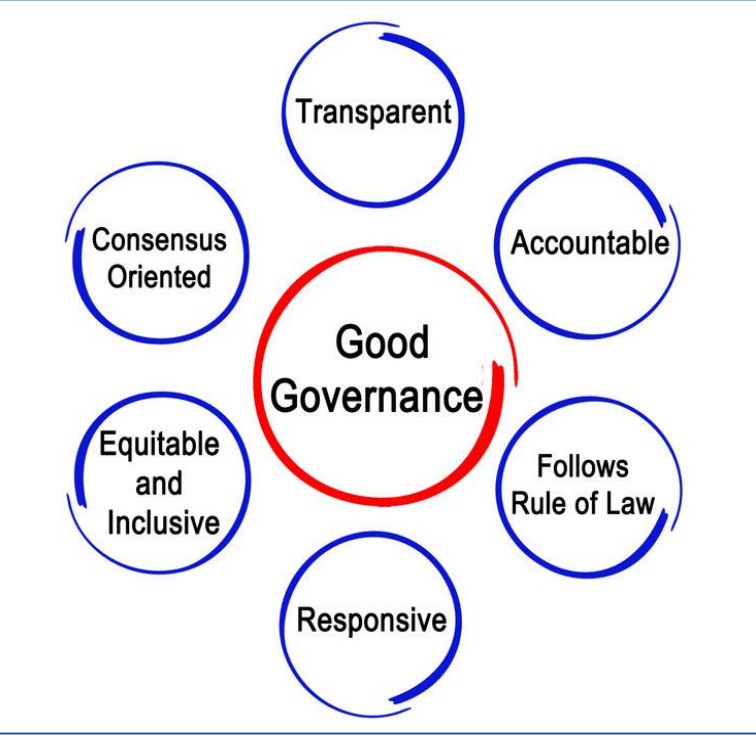 Transparent
Accountable
Follows
Rule of Law
Responsive
Equitable
and
Inclusive
Consensus
Oriented
Good
Governance